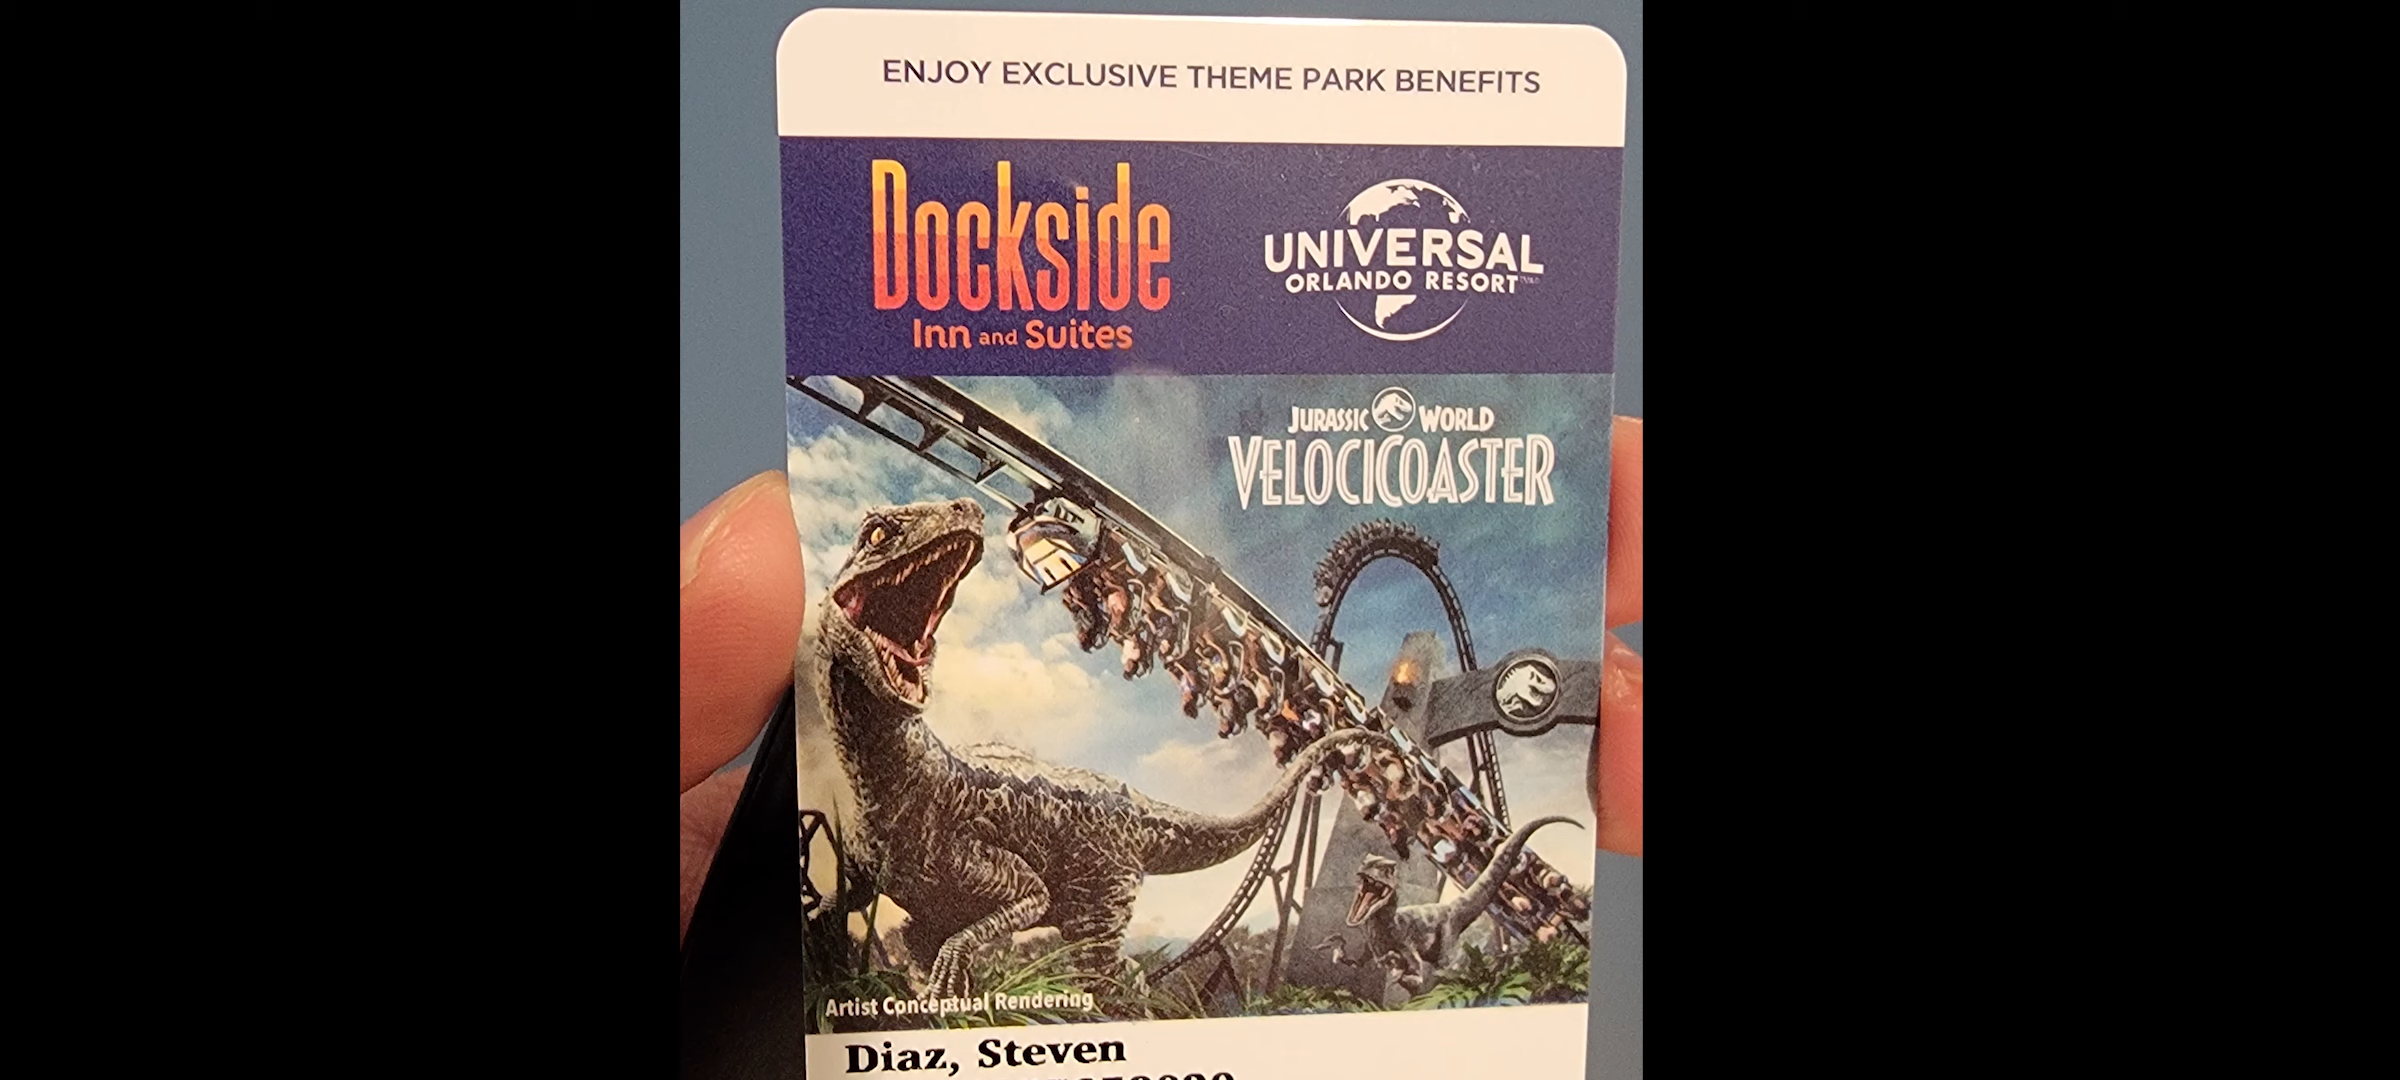 ENJOY EXCLUSIVE THEME PARK BENEFITS
Dockside
Inn and Suites
UNIVERSAL
ORLANDO RESORT
JURASSIC WORLD
VELOCICOASTER
Artist Conceptual Rendering
Diaz, Steven